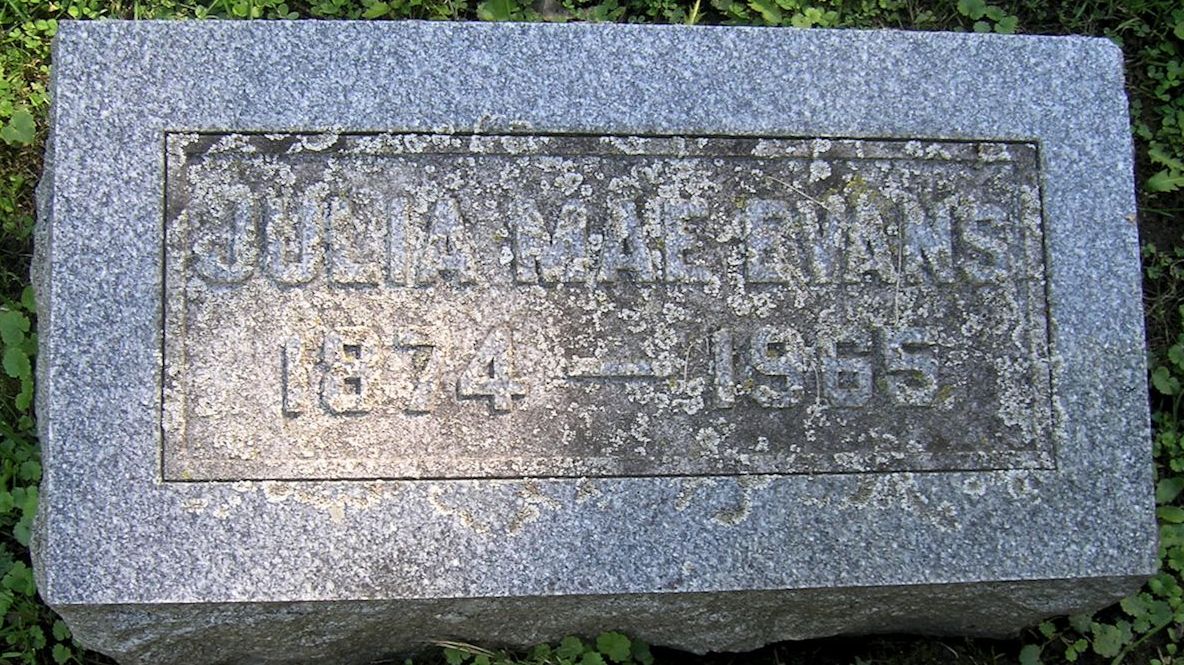 JULIA MAE EVANS
1874 — 1965